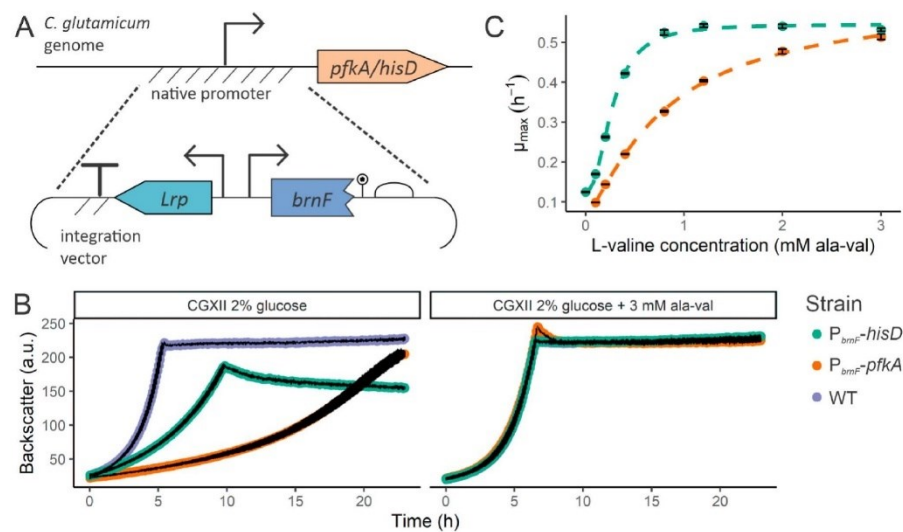 A
C. glutamicum
genome
pfkA/hisD
native promoter
Lrp
brnF
integration
vector
C
μmax (h⁻¹)
0.5
0.4
0.3
0.2
0.1
0 1 2 3
L-valine concentration (mM ala-val)
B
CGXII 2% glucose
CGXII 2% glucose + 3 mM ala-val
Backscatter (a.u.)
250
200
150
100
50
0 5 10 15 20
0 5 10 15 20
Time (h)
Strain
PbrnF-hisD
PbrnF-pfkA
WT